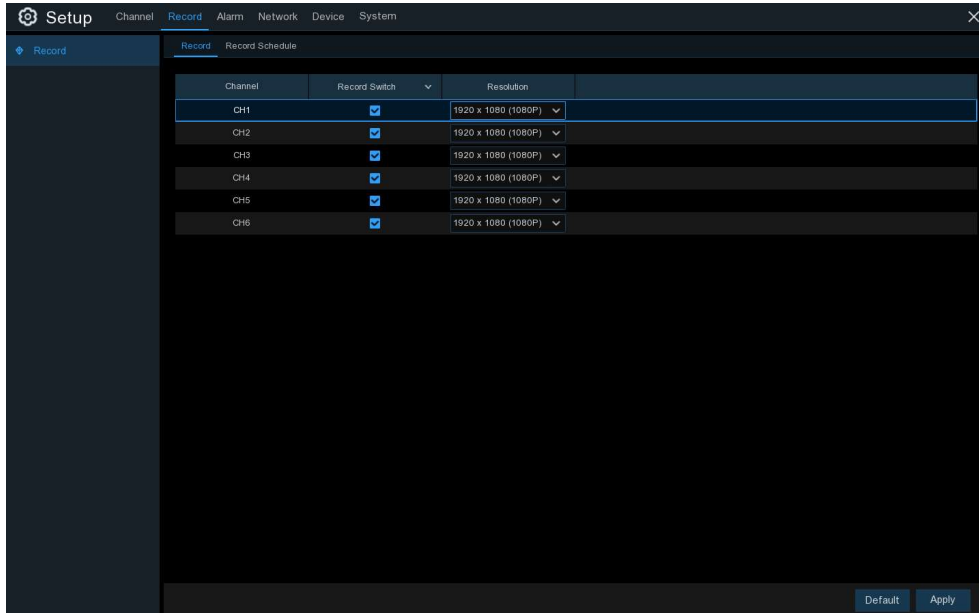 Setup Channel Record Alarm Network Device System
Record
Record Record Schedule
Channel Record Switch Resolution
CH1 1920 x 1080 (1080P)
CH2 1920 x 1080 (1080P)
CH3 1920 x 1080 (1080P)
CH4 1920 x 1080 (1080P)
CH5 1920 x 1080 (1080P)
CH6 1920 x 1080 (1080P)
Default Apply